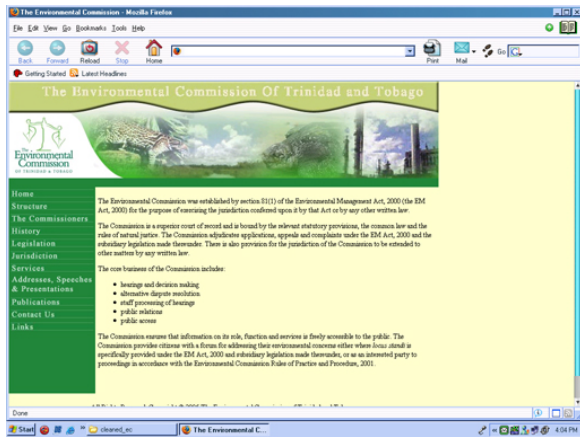 The Environmental Commission - Mozilla Firefox
File Edit View Go Bookmarks Tools Help
Back Forward Reload Stop Home Print Mail Go
Getting Started Latest Headlines
The Environmental Commission Of Trinidad and Tobago
The
Environmental
Commission
OF TRINIDAD & TOBAGO
Home
Structure
The Commissioners
History
Legislation
Jurisdiction
Services
Addresses, Speeches
& Presentations
Publications
Contact Us
Links
The Environmental Commission was established by section 81(1) of the Environmental Management Act, 2000 (the EM
Act, 2000) for the purpose of exercising the jurisdiction conferred upon it by that Act or by any other written law.
The Commission is a superior court of record and is bound by the relevant statutory provisions, the common law and the
rules of natural justice. The Commission adjudicates applications, appeals and complaints under the EM Act, 2000 and the
subsidiary legislation made thereunder. There is also provision for the jurisdiction of the Commission to be extended to
other matters by any written law.
The core business of the Commission includes:
hearings and decision making
alternative dispute resolution
staff processing of hearings
public relations
public access
The Commission ensures that information on its role, function and services is freely accessible to the public. The
Commission provides citizens with a forum for addressing their environmental concerns either where locus standi is
specifically provided under the EM Act, 2000 and subsidiary legislation made thereunder, or as an interested party to
proceedings in accordance with the Environmental Commission Rules of Practice and Procedure, 2001.
Done
Start cleaned_ec The Environmental C... 4:04 PM